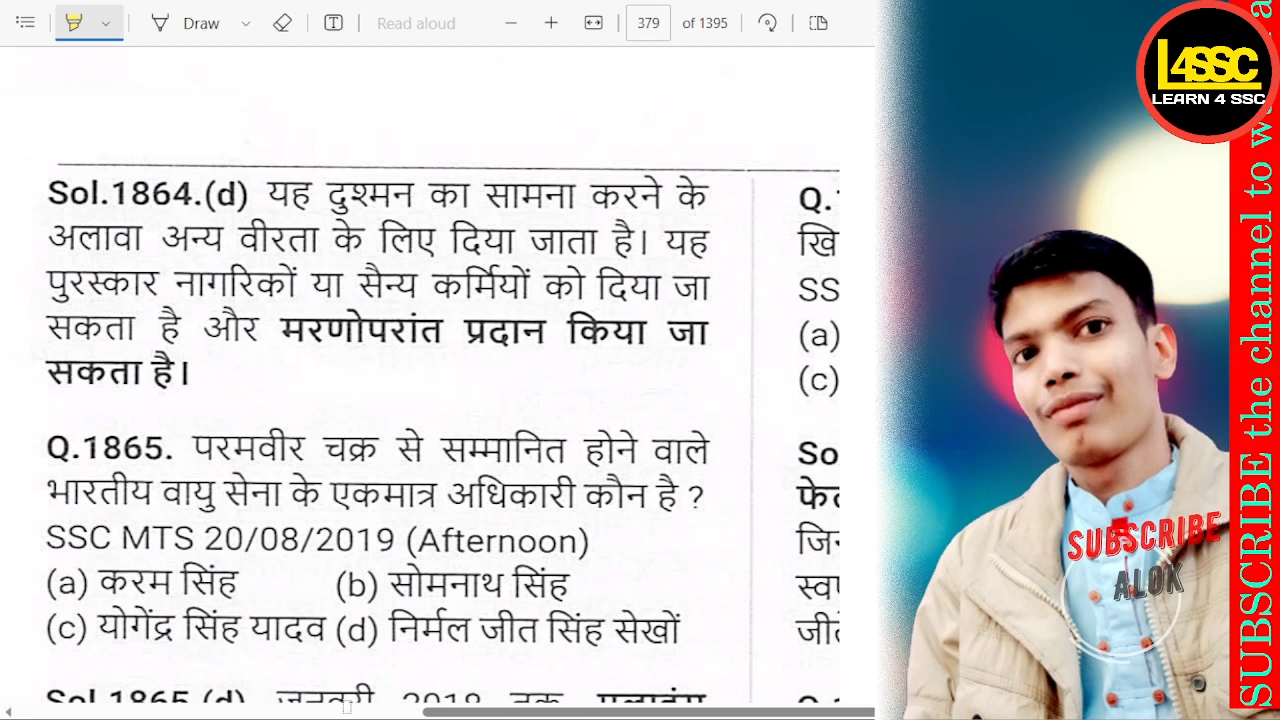 Draw
Read aloud
379 of 1395
Sol.1864.(d) यह दुश्मन का सामना करने के
अलावा अन्य वीरता के लिए दिया जाता है। यह
पुरस्कार नागरिकों या सैन्य कर्मियों को दिया जा
सकता है और मरणोपरांत प्रदान किया जा
सकता है।
Q.1865. परमवीर चक्र से सम्मानित होने वाले
भारतीय वायु सेना के एकमात्र अधिकारी कौन है ?
SSC MTS 20/08/2019 (Afternoon)
(a) करम सिंह (b) सोमनाथ सिंह
(c) योगेंद्र सिंह यादव (d) निर्मल जीत सिंह सेखों
Q.
खि
SS
(a)
(c)
So
जि
स्व
L4SSC
LEARN 4 SSC
SUBSCRIBE
ALOK
SUBSCRIBE the channel to